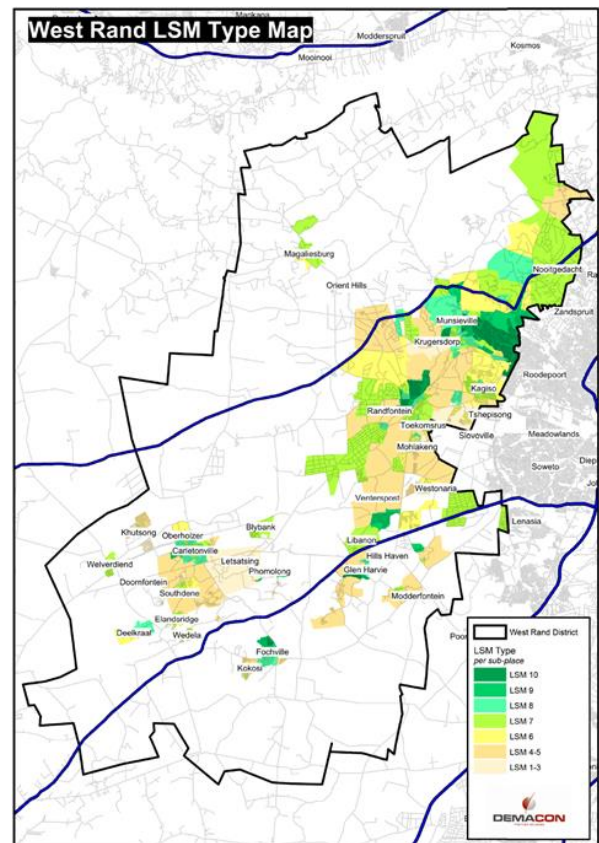 West Rand LSM Type Map
Modderspruit
Kosmos
Mooinooi
Magaliesburg
Orient Hills
Nooitgedacht
Zandspruit
Munsieville
Krugersdorp
Roodepoort
Kagiso
Randfontein
Tshepisong
Toekomsrus
Slovoville
Meadowlands
Mohlakeng
Soweto
Westonaria
Venterspost
Lenasia
Blybank
Khutsong
Oberholzer
Libanon
Carletonville
Hills Haven
Welverdiend
Letsatsing
Phomolong
Glen Harvie
Doornfontein
Southdene
Modderfontein
Elandsridge
Deelkraal
Wedela
Fochville
Kokosi
West Rand District
LSM Type
per sub-place
LSM 10
LSM 9
LSM 8
LSM 7
LSM 6
LSM 4-5
LSM 1-3
DEMACON